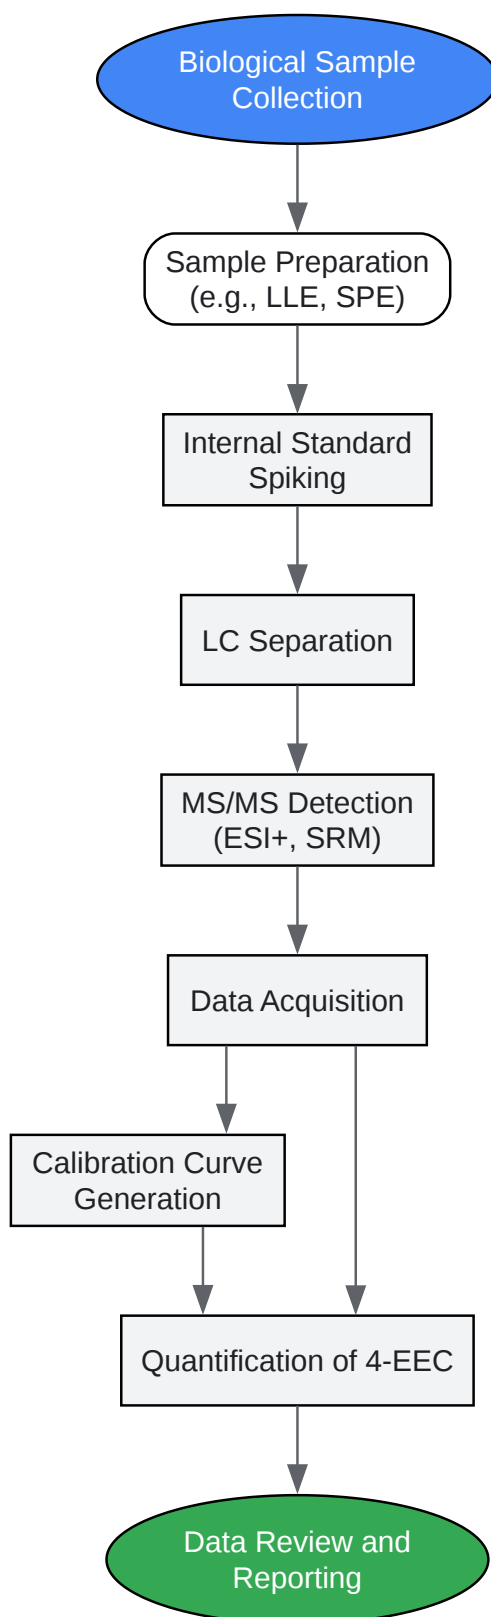 Biological Sample
Collection
Sample Preparation
(e.g., LLE, SPE)
Internal Standard
Spiking
LC Separation
MS/MS Detection
(ESI+, SRM)
Data Acquisition
Calibration Curve
Generation
Quantification of 4-EEC
Data Review and
Reporting